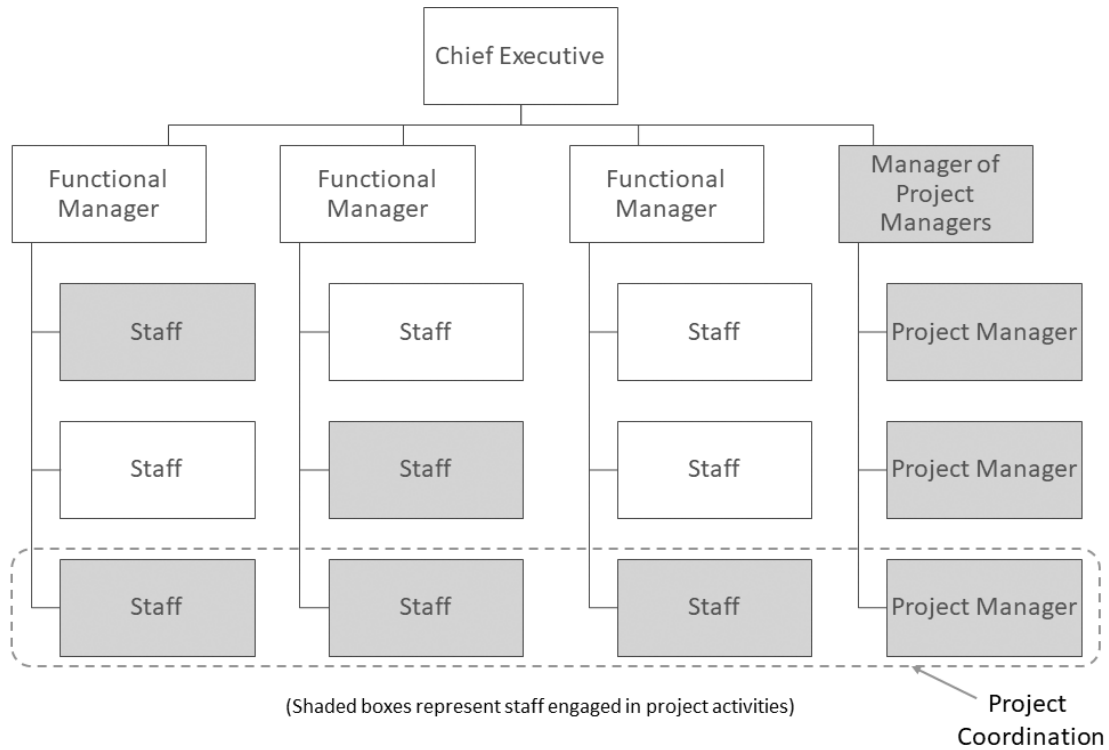 Chief Executive
Functional
Manager
Functional
Manager
Functional
Manager
Manager of
Project
Managers
Staff
Staff
Staff
Project Manager
Staff
Staff
Staff
Project Manager
Staff
Staff
Staff
Project Manager
(Shaded boxes represent staff engaged in project activities)
Project
Coordination